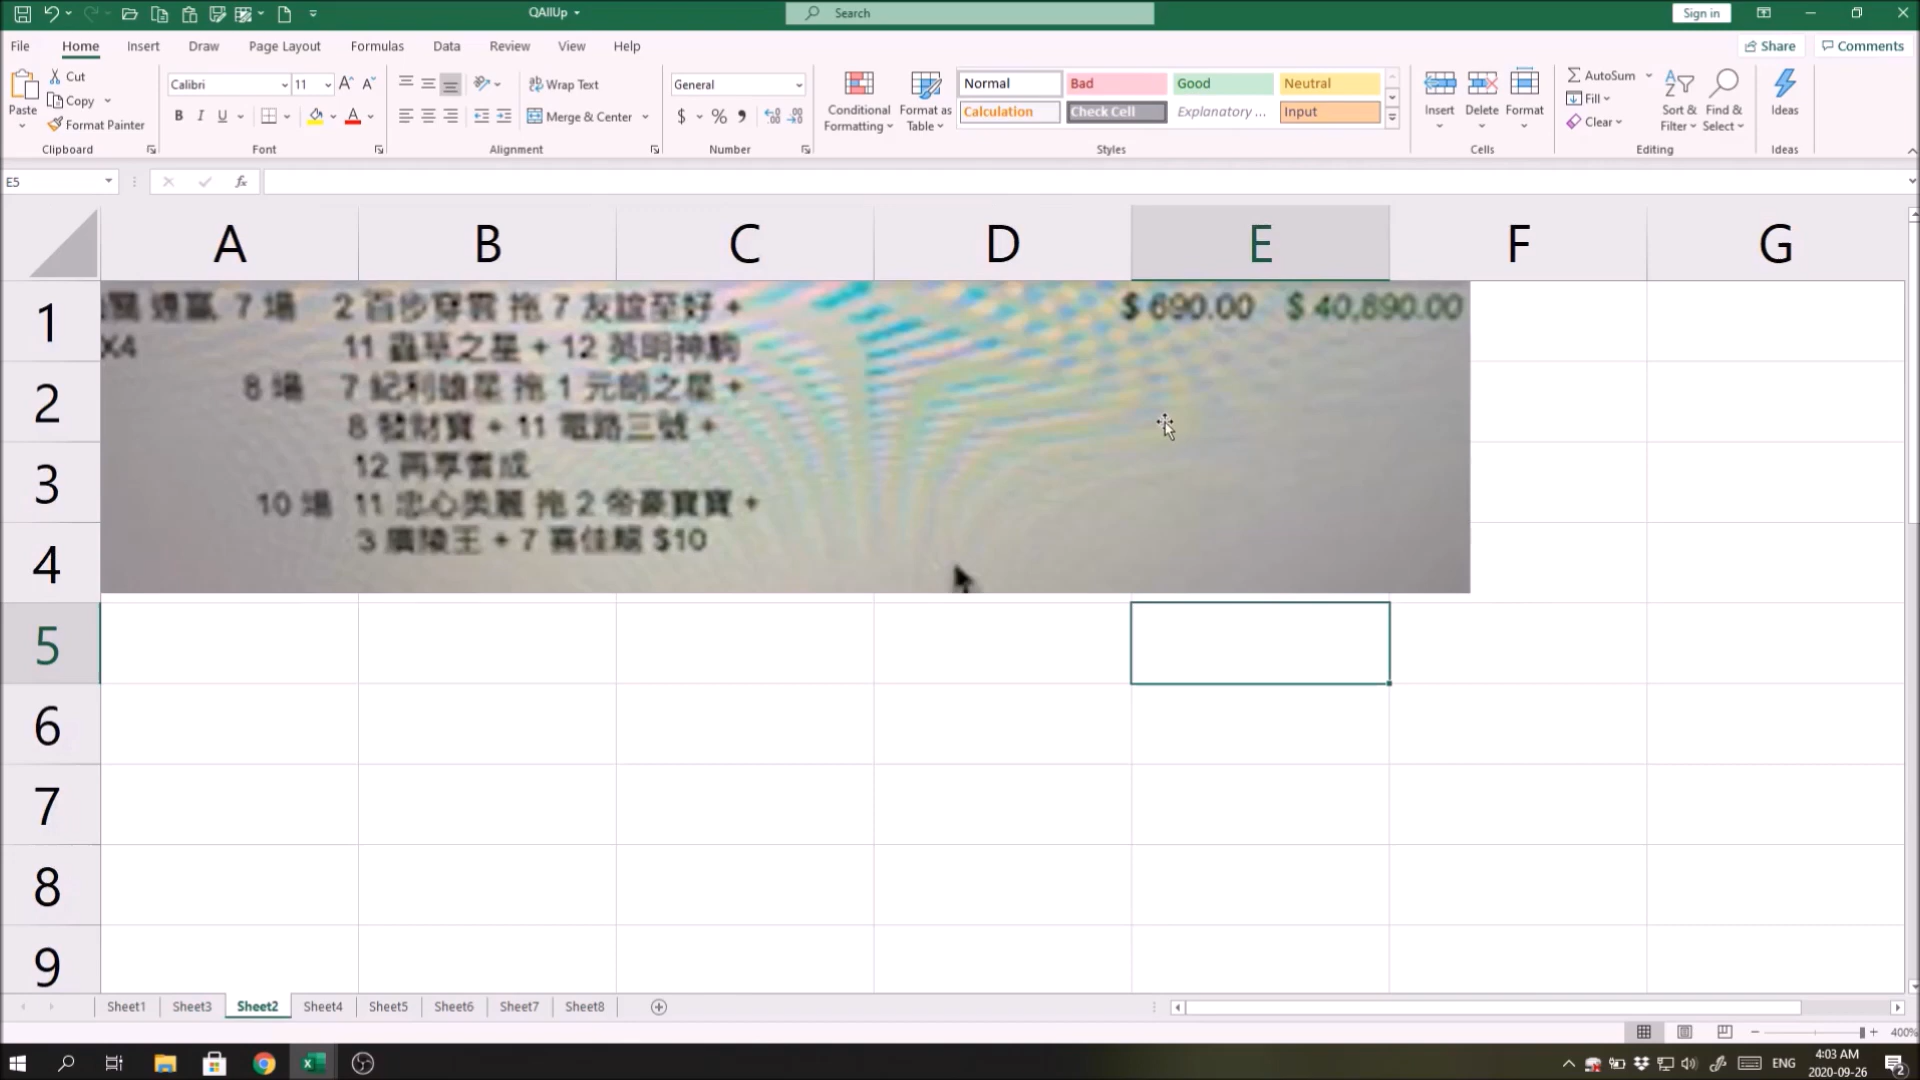 QAllUp
Search
Sign in
File Home Insert Draw Page Layout Formulas Data Review View Help Share Comments
Paste
Cut
Copy
Format Painter
Clipboard
Calibri 11
B I U
Font
Wrap Text
Merge & Center
Alignment
General
$ %
Number
Conditional Formatting
Format as Table
Normal Bad Good Neutral
Calculation Check Cell Explanatory ... Input
Styles
Insert Delete Format
Cells
AutoSum
Fill
Clear
Sort & Filter
Find & Select
Editing
Ideas
Ideas
E5
fx
A B C D E F G
1
2
3
4
5
6
7
8
9
7 場 2 百步穿雲 拖 7 友誼至好 + $ 690.00 $ 40,890.00
X4 11 蟲草之星 + 12 英明神駒
8 場 7 紀利雄星 拖 1 元朗之星 +
8 發財寶 + 11 電路三號 +
12 再享耆成
10 場 11 忠心美麗 拖 2 帝豪寶寶 +
3 廣陵王 + 7 喜佳 $10
Sheet1 Sheet3 Sheet2 Sheet4 Sheet5 Sheet6 Sheet7 Sheet8
400%
ENG
4:03 AM
2020-09-26
2